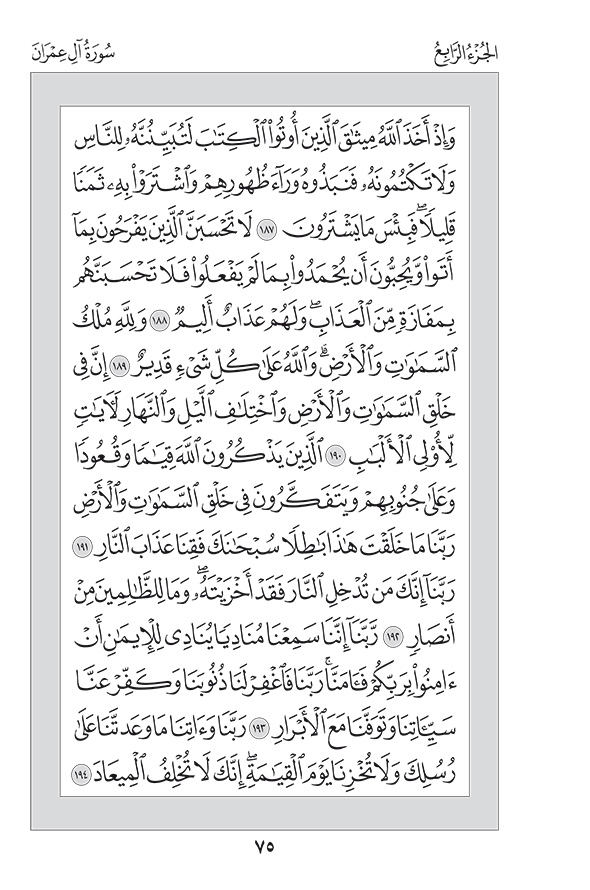 الجُزْءُ الرَّابِعُ
سُورَةُ آلِ عِمْرَانَ
وَإِذْ أَخَذَ ٱللَّهُ مِيثَٰقَ ٱلَّذِينَ أُوتُوا۟ ٱلْكِتَٰبَ لَتُبَيِّنُنَّهُۥ لِلنَّاسِ
وَلَا تَكْتُمُونَهُۥ فَنَبَذُوهُ وَرَآءَ ظُهُورِهِمْ وَٱشْتَرَوْا۟ بِهِۦ ثَمَنًا
قَلِيلًا ۖ فَبِئْسَ مَا يَشْتَرُونَ ١٨٧ لَا تَحْسَبَنَّ ٱلَّذِينَ يَفْرَحُونَ بِمَآ
أَتَوا۟ وَّيُحِبُّونَ أَن يُحْمَدُوا۟ بِمَا لَمْ يَفْعَلُوا۟ فَلَا تَحْسَبَنَّهُم
بِمَفَازَةٍ مِّنَ ٱلْعَذَابِ ۖ وَلَهُمْ عَذَابٌ أَلِيمٌ ١٨٨ وَلِلَّهِ مُلْكُ
ٱلسَّمَٰوَٰتِ وَٱلْأَرْضِ ۗ وَٱللَّهُ عَلَىٰ كُلِّ شَىْءٍ قَدِيرٌ ١٨٩ إِنَّ فِى
خَلْقِ ٱلسَّمَٰوَٰتِ وَٱلْأَرْضِ وَٱخْتِلَٰفِ ٱلَّيْلِ وَٱلنَّهَارِ لَءَايَٰتٍ
لِّأُو۟لِى ٱلْأَلْبَٰبِ ١٩٠ ٱلَّذِينَ يَذْكُرُونَ ٱللَّهَ قِيَٰمًا وَقُعُودًا
وَعَلَىٰ جُنُوبِهِمْ وَيَتَفَكَّرُونَ فِى خَلْقِ ٱلسَّمَٰوَٰتِ وَٱلْأَرْضِ
رَبَّنَا مَا خَلَقْتَ هَٰذَا بَٰطِلًا سُبْحَٰنَكَ فَقِنَا عَذَابَ ٱلنَّارِ ١٩١
رَبَّنَآ إِنَّكَ مَن تُدْخِلِ ٱلنَّارَ فَقَدْ أَخْزَيْتَهُۥ ۖ وَمَا لِلظَّٰلِمِينَ مِنْ
أَنصَارٍ ١٩٢ رَّبَّنَآ إِنَّنَا سَمِعْنَا مُنَادِيًا يُنَادِى لِلْإِيمَٰنِ أَنْ
ءَامِنُوا۟ بِرَبِّكُمْ فَـَٔامَنَّا ۚ رَبَّنَا فَٱغْفِرْ لَنَا ذُنُوبَنَا وَكَفِّرْ عَنَّا
سَيِّـَٔاتِنَا وَتَوَفَّنَا مَعَ ٱلْأَبْرَارِ ١٩٣ رَبَّنَا وَءَاتِنَا مَا وَعَدتَّنَا عَلَىٰ
رُسُلِكَ وَلَا تُخْزِنَا يَوْمَ ٱلْقِيَٰمَةِ ۖ إِنَّكَ لَا تُخْلِفُ ٱلْمِيعَادَ ١٩٤
٧٥